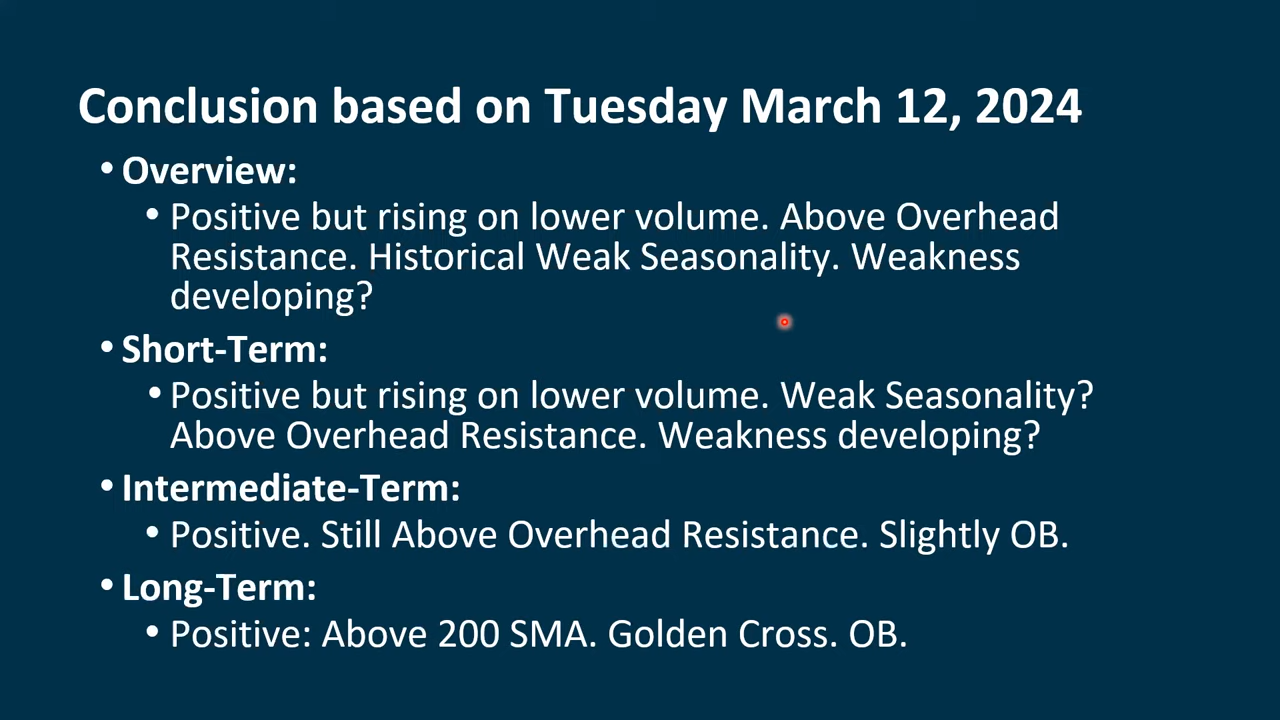 Conclusion based on Tuesday March 12, 2024
• Overview:
• Positive but rising on lower volume. Above Overhead
Resistance. Historical Weak Seasonality. Weakness
developing?
• Short-Term:
• Positive but rising on lower volume. Weak Seasonality?
Above Overhead Resistance. Weakness developing?
• Intermediate-Term:
• Positive. Still Above Overhead Resistance. Slightly OB.
• Long-Term:
• Positive: Above 200 SMA. Golden Cross. OB.